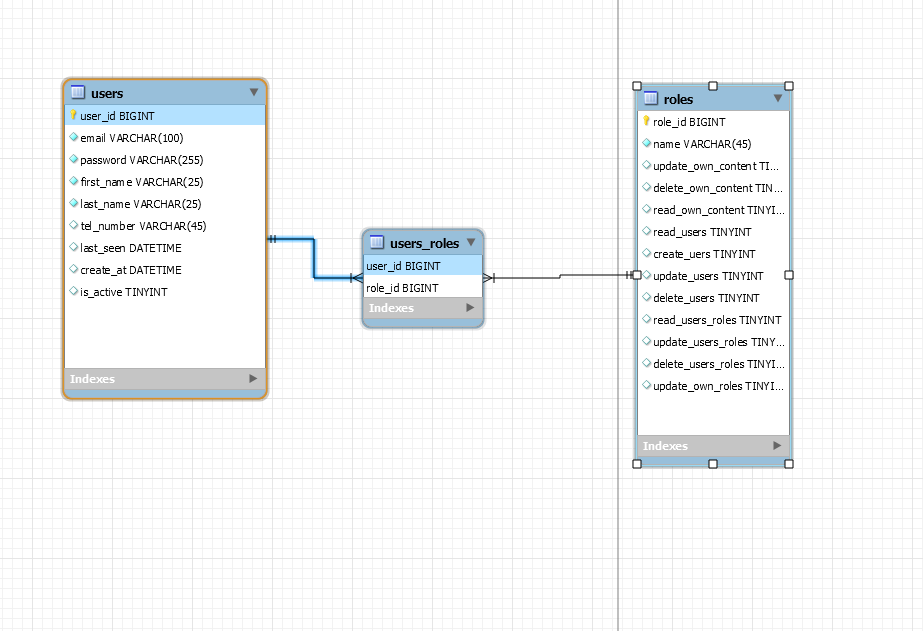 users
user_id BIGINT
email VARCHAR(100)
password VARCHAR(255)
first_name VARCHAR(25)
last_name VARCHAR(25)
tel_number VARCHAR(45)
last_seen DATETIME
create_at DATETIME
is_active TINYINT
Indexes
users_roles
user_id BIGINT
role_id BIGINT
Indexes
roles
role_id BIGINT
name VARCHAR(45)
update_own_content TI...
delete_own_content TIN...
read_own_content TINYI...
read_users TINYINT
create_uers TINYINT
update_users TINYINT
delete_users TINYINT
read_users_roles TINYINT
update_users_roles TINY...
delete_users_roles TINYI...
update_own_roles TINYI...
Indexes